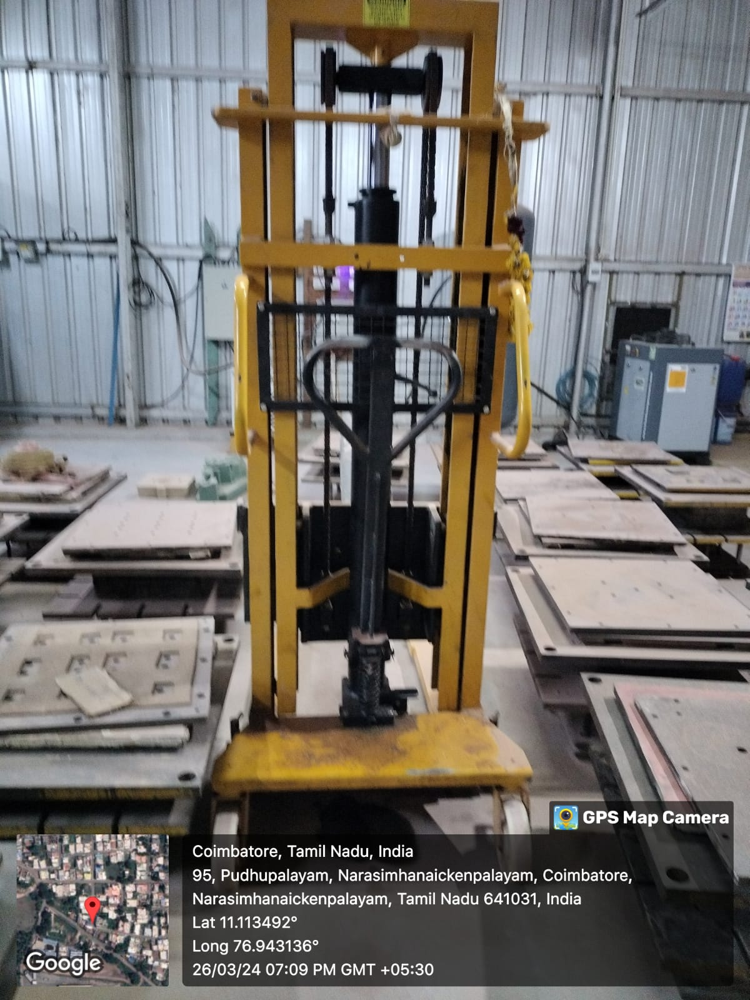 GPS Map Camera
Coimbatore, Tamil Nadu, India
95, Pudhupalayam, Narasimhanaickenpalayam, Coimbatore,
Narasimhanaickenpalayam, Tamil Nadu 641031, India
Lat 11.113492°
Long 76.943136°
26/03/24 07:09 PM GMT +05:30
Google